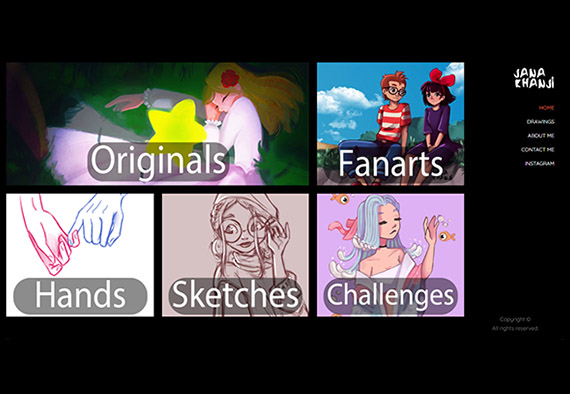 Originals
Fanarts
Hands
Sketches
Challenges
JANA
KHANJI
HOME
DRAWINGS
ABOUT ME
CONTACT ME
INSTAGRAM
Copyright ©
All rights reserved.